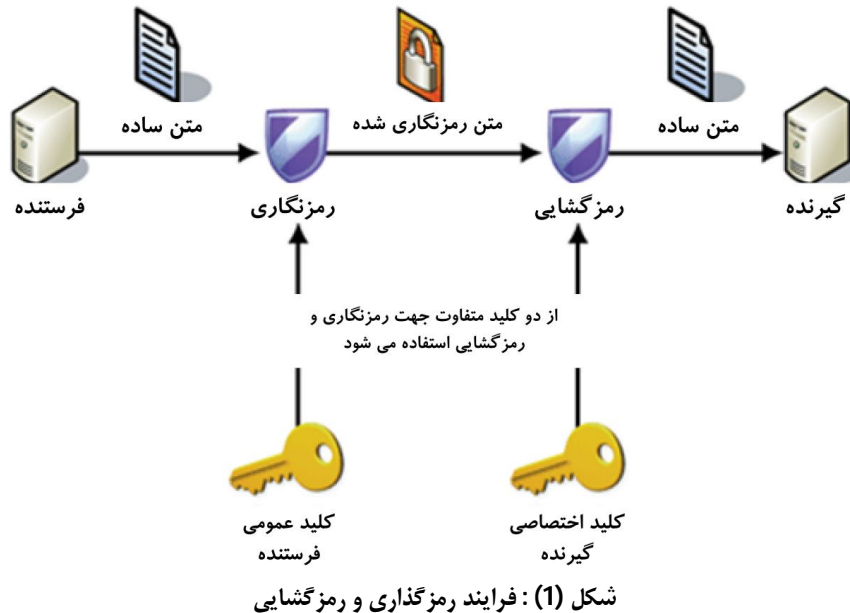 متن ساده
متن رمزنگاری شده
متن ساده
فرستنده
رمزنگاری
رمزگشایی
گیرنده
از دو کلید متفاوت جهت رمزنگاری و
رمزگشایی استفاده می شود
کلید عمومی
فرستنده
کلید اختصاصی
گیرنده
شکل (1) : فرایند رمزگذاری و رمزگشایی